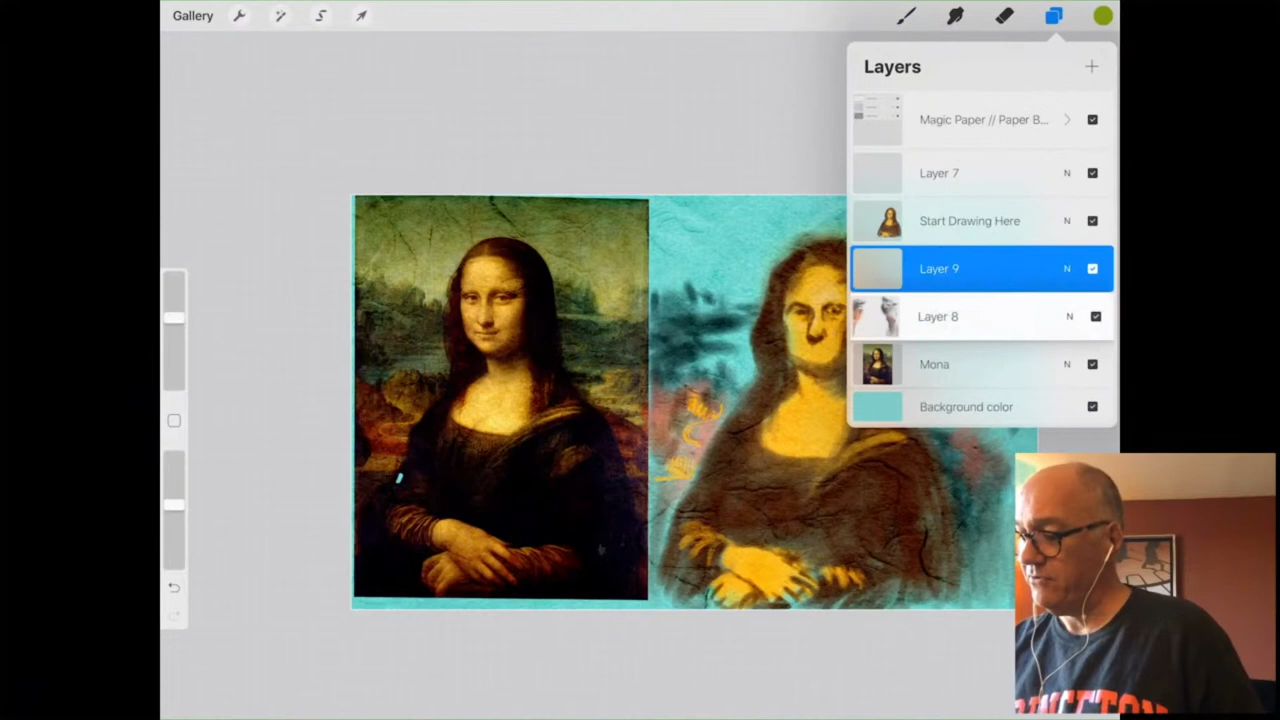 Gallery
Layers
Magic Paper // Paper B...
Layer 7 N
Start Drawing Here N
Layer 9 N
Layer 8 N
Mona N
Background color